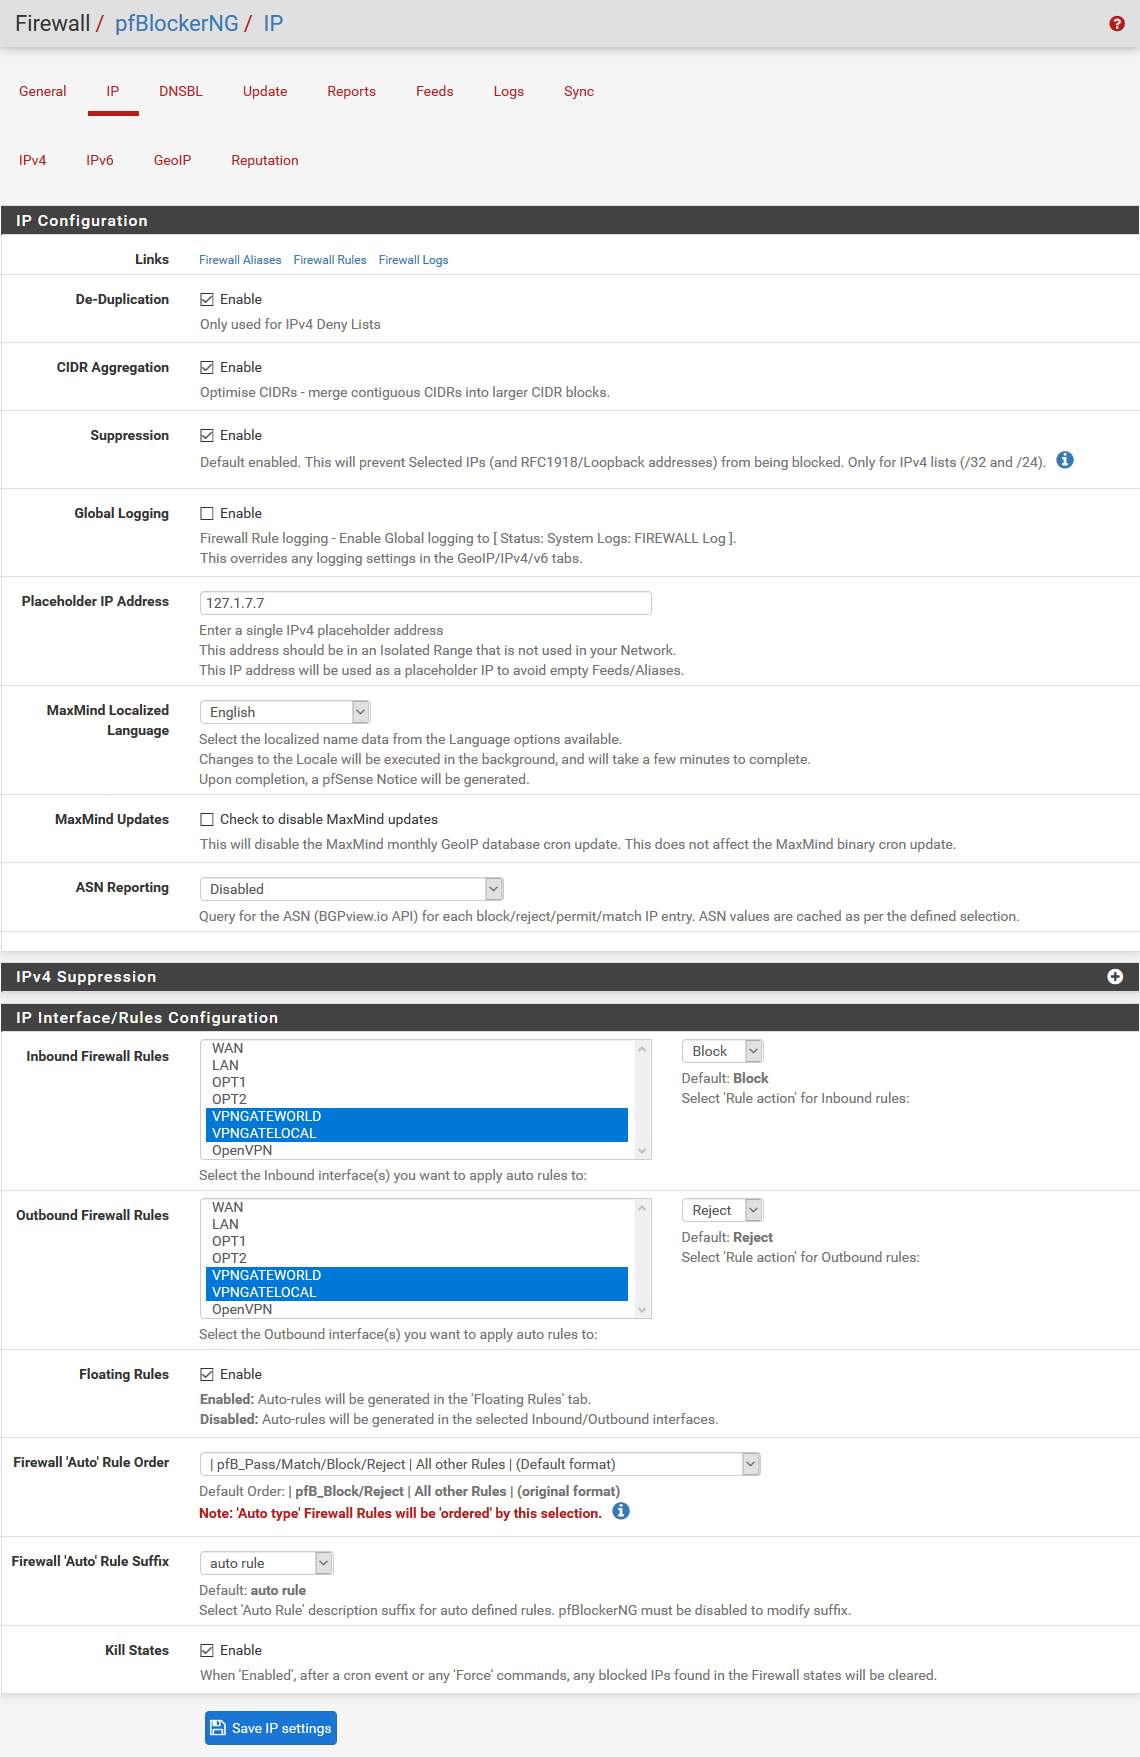 Firewall / pfBlockerNG / IP
General IP DNSBL Update Reports Feeds Logs Sync
IPv4 IPv6 GeoIP Reputation
IP Configuration
Links Firewall Aliases Firewall Rules Firewall Logs
De-Duplication Enable
Only used for IPv4 Deny Lists
CIDR Aggregation Enable
Optimise CIDRs - merge contiguous CIDRs into larger CIDR blocks.
Suppression Enable
Default enabled. This will prevent Selected IPs (and RFC1918/Loopback addresses) from being blocked. Only for IPv4 lists (/32 and /24).
Global Logging Enable
Firewall Rule logging - Enable Global logging to [ Status: System Logs: FIREWALL Log ].
This overrides any logging settings in the GeoIP/IPv4/v6 tabs.
Placeholder IP Address 127.1.7.7
Enter a single IPv4 placeholder address
This address should be in an Isolated Range that is not used in your Network.
This IP address will be used as a placeholder IP to avoid empty Feeds/Aliases.
MaxMind Localized Language English
Select the localized name data from the Language options available.
Changes to the Locale will be executed in the background, and will take a few minutes to complete.
Upon completion, a pfSense Notice will be generated.
MaxMind Updates Check to disable MaxMind updates
This will disable the MaxMind monthly GeoIP database cron update. This does not affect the MaxMind binary cron update.
ASN Reporting Disabled
Query for the ASN (BGPview.io API) for each block/reject/permit/match IP entry. ASN values are cached as per the defined selection.
IPv4 Suppression
IP Interface/Rules Configuration
Inbound Firewall Rules
WAN
LAN
OPT1
OPT2
VPNGATEWORLD
VPNGATELOCAL
OpenVPN
Select the Inbound interface(s) you want to apply auto rules to:
Block
Default: Block
Select 'Rule action' for Inbound rules:
Outbound Firewall Rules
WAN
LAN
OPT1
OPT2
VPNGATEWORLD
VPNGATELOCAL
OpenVPN
Select the Outbound interface(s) you want to apply auto rules to:
Reject
Default: Reject
Select 'Rule action' for Outbound rules:
Floating Rules Enable
Enabled: Auto-rules will be generated in the 'Floating Rules' tab.
Disabled: Auto-rules will be generated in the selected Inbound/Outbound interfaces.
Firewall 'Auto' Rule Order | pfB_Pass/Match/Block/Reject | All other Rules | (Default format)
Default Order: | pfB_Block/Reject | All other Rules | (original format)
Note: 'Auto type' Firewall Rules will be 'ordered' by this selection.
Firewall 'Auto' Rule Suffix auto rule
Default: auto rule
Select 'Auto Rule' description suffix for auto defined rules. pfBlockerNG must be disabled to modify suffix.
Kill States Enable
When 'Enabled', after a cron event or any 'Force' commands, any blocked IPs found in the Firewall states will be cleared.
Save IP settings